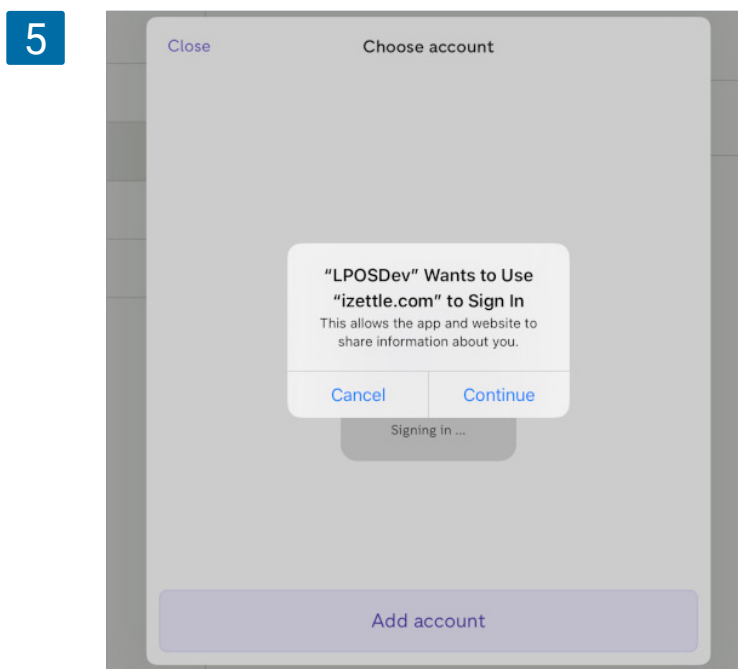 5
Close
Choose account
“LPOSDev” Wants to Use
“izettle.com” to Sign In
This allows the app and website to
share information about you.
Cancel
Continue
Signing in ...
Add account